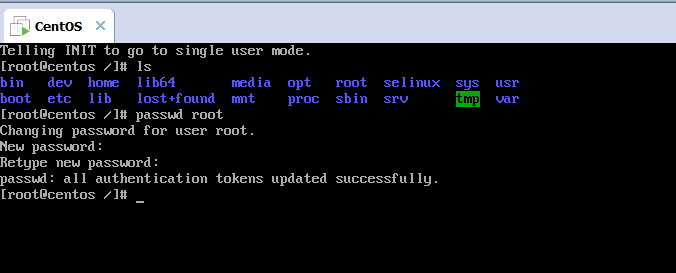 CentOS
Telling INIT to go to single user mode.
[root@centos /]# ls
bin dev home lib64 media opt root selinux sys usr
boot etc lib lost+found mnt proc sbin srv tmp var
[root@centos /]# passwd root
Changing password for user root.
New password:
Retype new password:
passwd: all authentication tokens updated successfully.
[root@centos /]# _